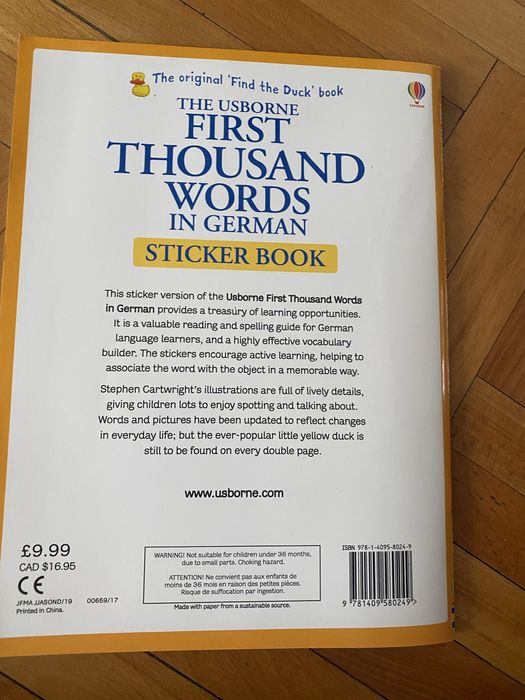 The original 'Find the Duck' book
THE USBORNE
FIRST
THOUSAND
WORDS
IN GERMAN
STICKER BOOK
This sticker version of the Usborne First Thousand Words
in German provides a treasury of learning opportunities.
It is a valuable reading and spelling guide for German
language learners, and a highly effective vocabulary
builder. The stickers encourage active learning, helping to
associate the word with the object in a memorable way.
Stephen Cartwright's illustrations are full of lively details,
giving children lots to enjoy spotting and talking about.
Words and pictures have been updated to reflect changes
in everyday life; but the ever-popular little yellow duck is
still to be found on every double page.
www.usborne.com
£9.99
CAD $16.95
CE
JFMA JJASOND/19 00659/17
Printed in China.
WARNING! Not suitable for children under 36 months,
due to small parts. Choking hazard.
ATTENTION! Ne convient pas aux enfants de
moins de 36 mois en raison des petites pièces.
Risque de suffocation par ingestion.
Made with paper from a sustainable source.
ISBN 978-1-4095-8024-9
9 781409 580249 >